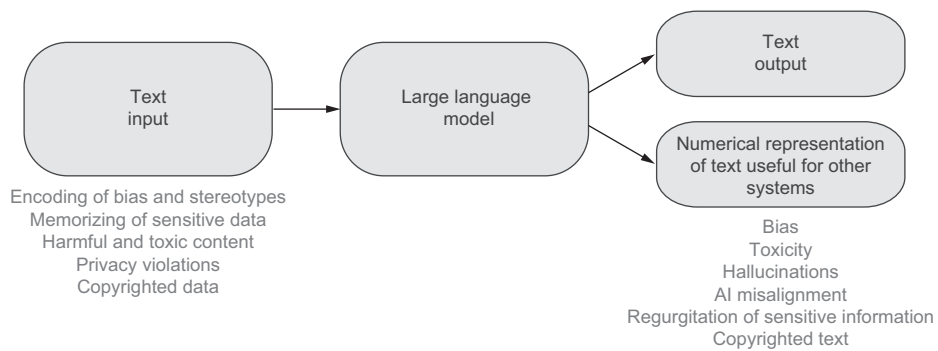 Text
input
Large language
model
Text
output
Numerical representation
of text useful for other
systems
Encoding of bias and stereotypes
Memorizing of sensitive data
Harmful and toxic content
Privacy violations
Copyrighted data
Bias
Toxicity
Hallucinations
AI misalignment
Regurgitation of sensitive information
Copyrighted text